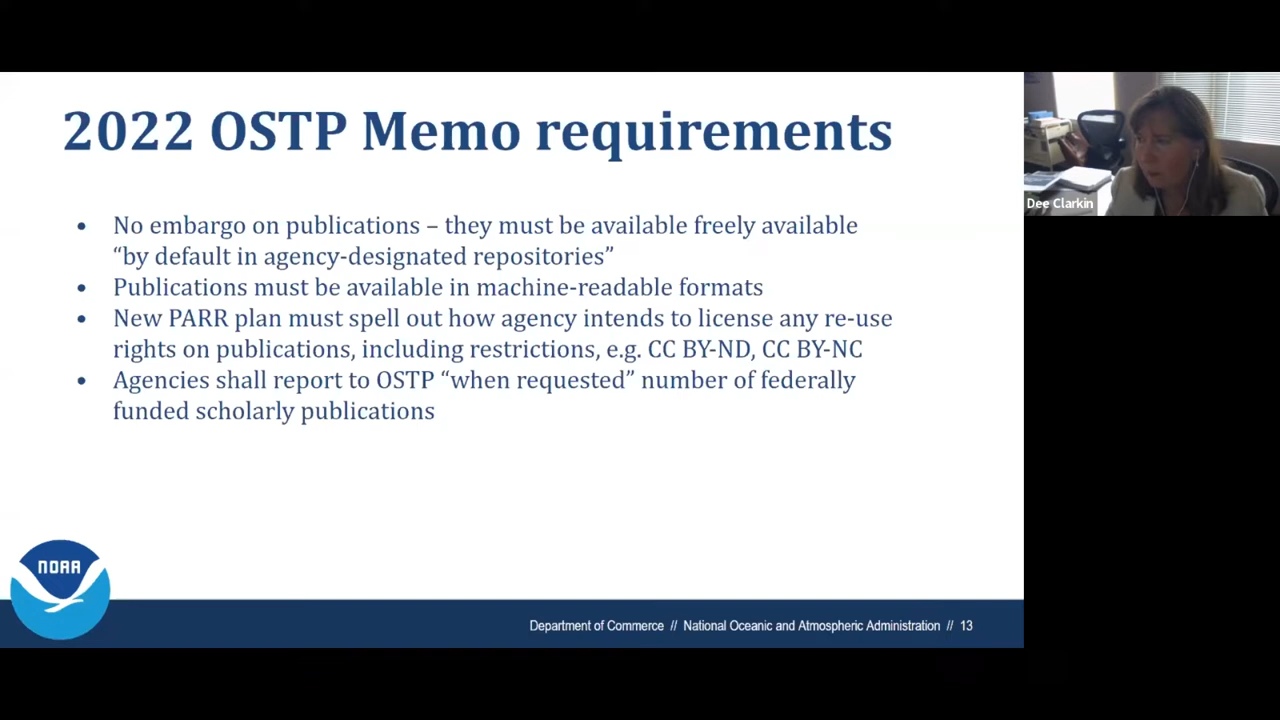 2022 OSTP Memo requirements
• No embargo on publications – they must be available freely available
“by default in agency-designated repositories”
• Publications must be available in machine-readable formats
• New PARR plan must spell out how agency intends to license any re-use
rights on publications, including restrictions, e.g. CC BY-ND, CC BY-NC
• Agencies shall report to OSTP “when requested” number of federally
funded scholarly publications
NOAA
Department of Commerce // National Oceanic and Atmospheric Administration // 13
Dee Clarkin